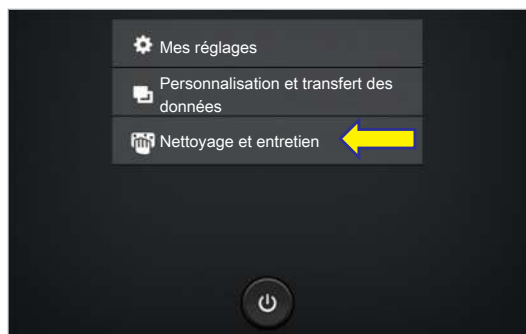 Mes réglages
Personnalisation et transfert des
données
Nettoyage et entretien